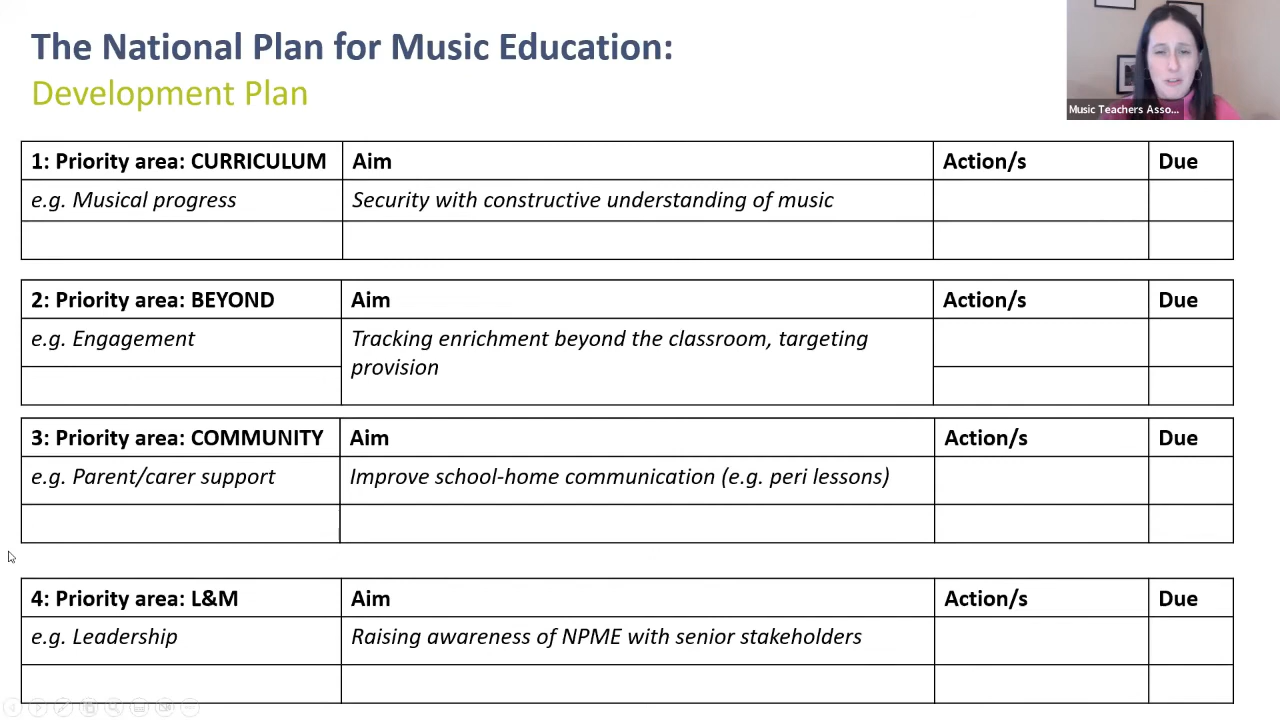 The National Plan for Music Education:
Development Plan
Music Teachers Asso...
1: Priority area: CURRICULUM Aim Action/s Due
e.g. Musical progress Security with constructive understanding of music
2: Priority area: BEYOND Aim Action/s Due
e.g. Engagement Tracking enrichment beyond the classroom, targeting
provision
3: Priority area: COMMUNITY Aim Action/s Due
e.g. Parent/carer support Improve school-home communication (e.g. peri lessons)
4: Priority area: L&M Aim Action/s Due
e.g. Leadership Raising awareness of NPME with senior stakeholders